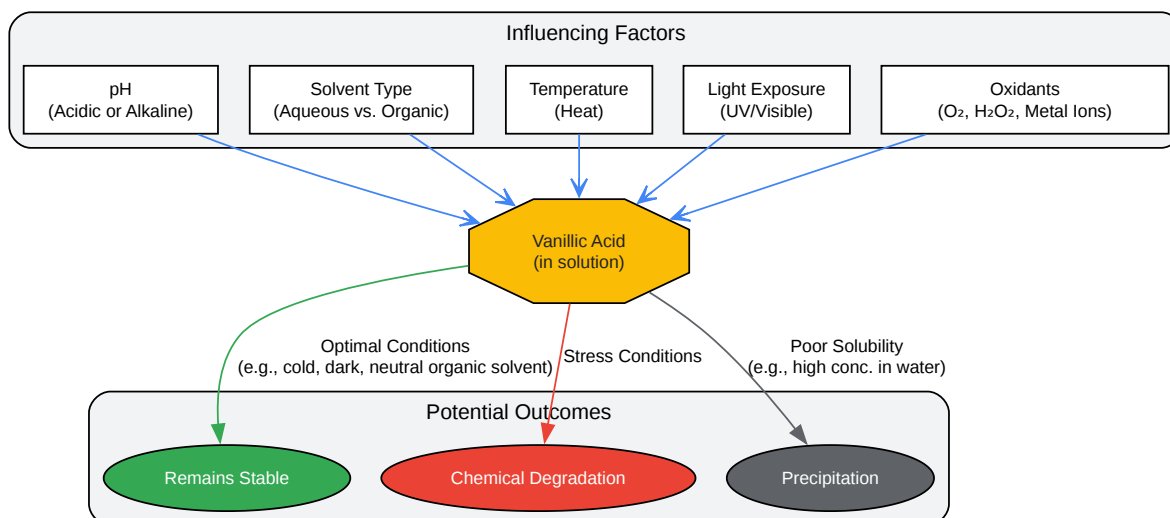 Influencing Factors
pH
(Acidic or Alkaline)
Solvent Type
(Aqueous vs. Organic)
Temperature
(Heat)
Light Exposure
(UV/Visible)
Oxidants
(O₂, H₂O₂, Metal Ions)
Vanillic Acid
(in solution)
Optimal Conditions
(e.g., cold, dark, neutral organic solvent)
Stress Conditions
Poor Solubility
(e.g., high conc. in water)
Potential Outcomes
Remains Stable
Chemical Degradation
Precipitation